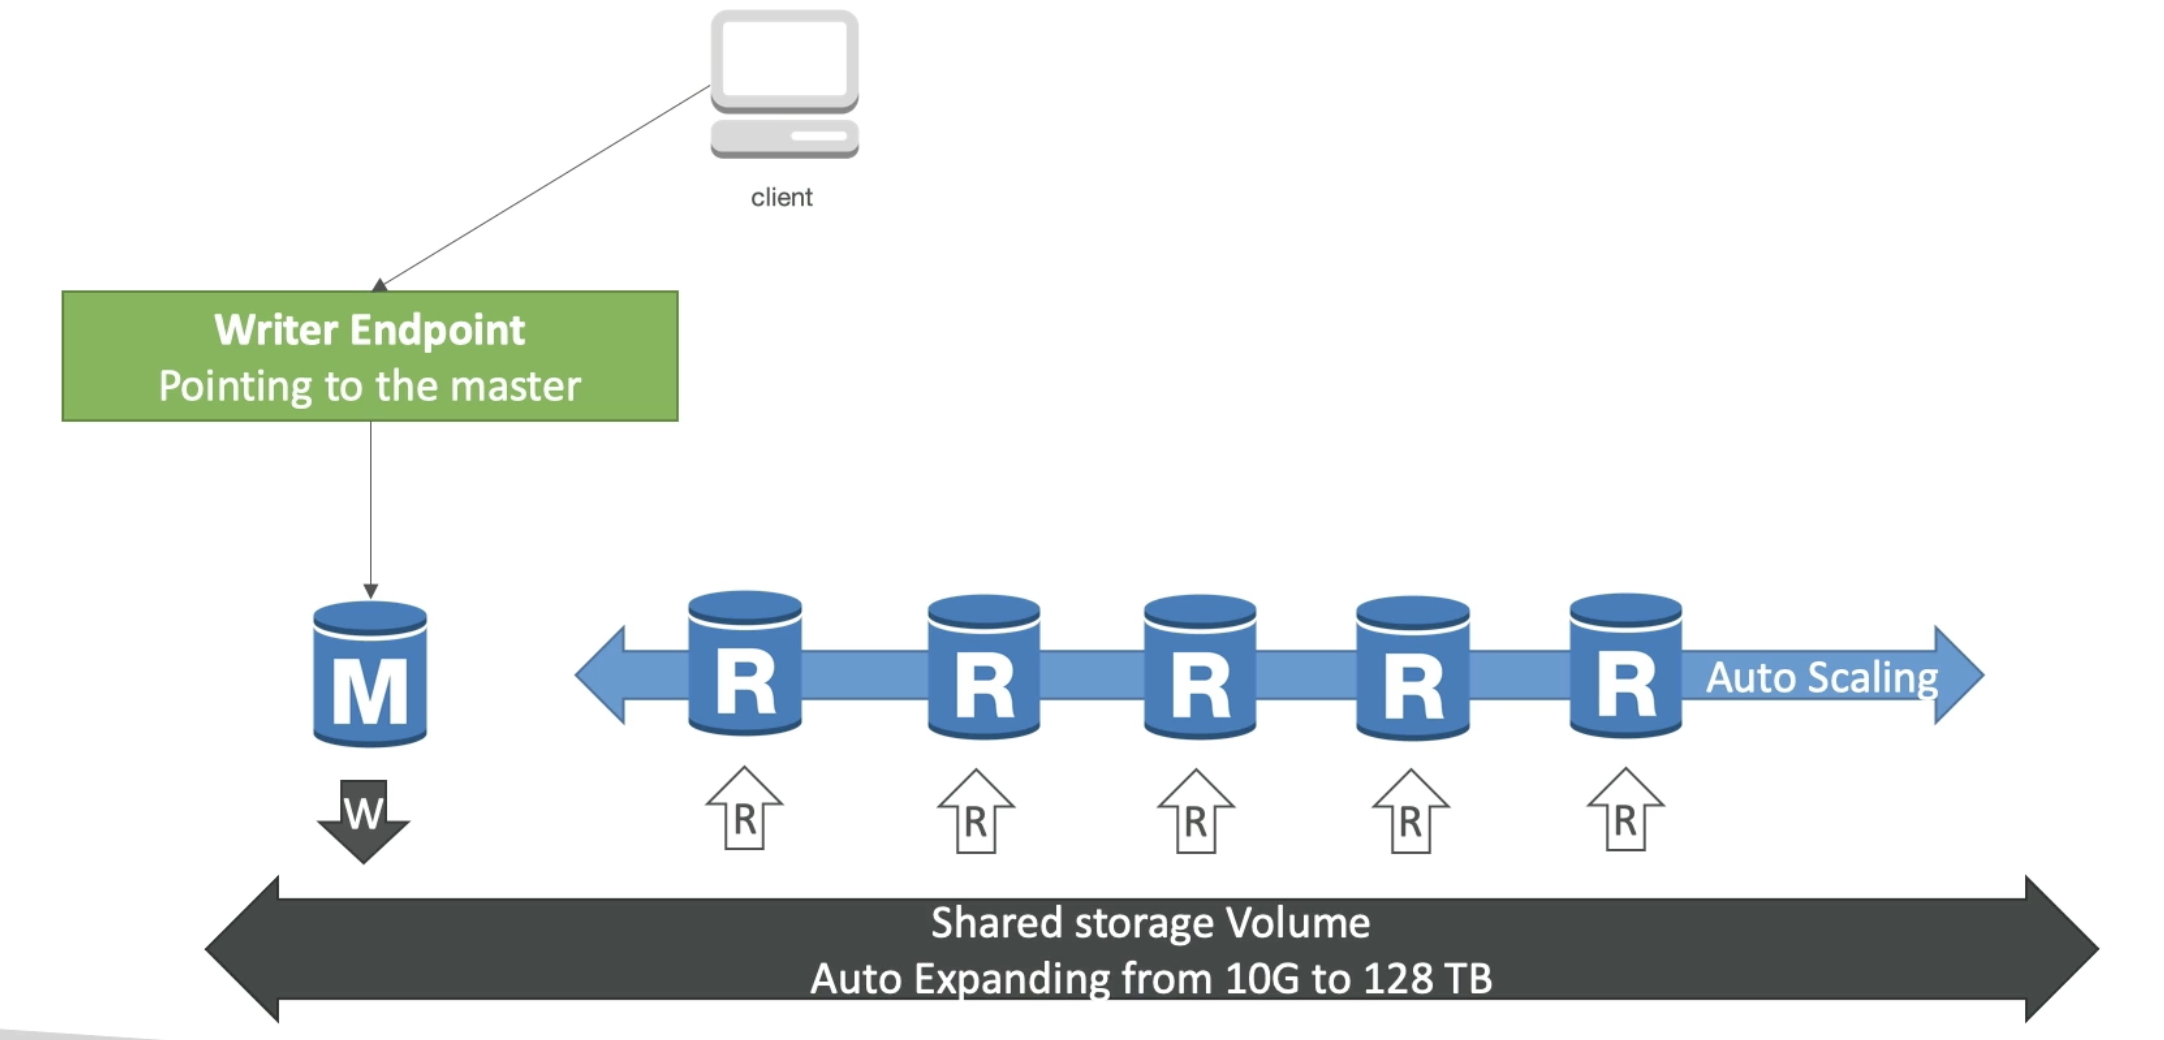 client
Writer Endpoint
Pointing to the master
M
R
R
R
R
R
Auto Scaling
W
R
R
R
R
R
Shared storage Volume
Auto Expanding from 10G to 128 TB